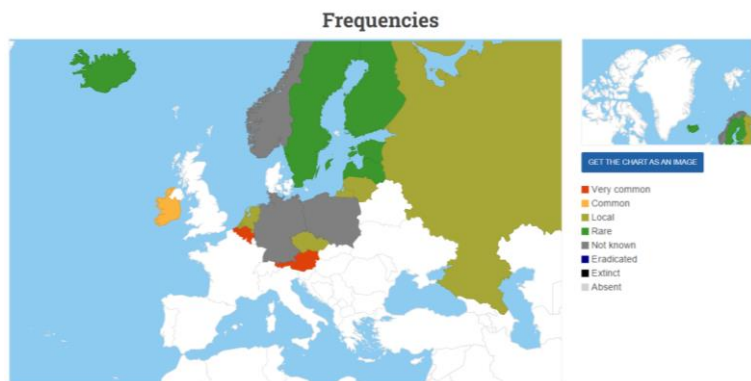 Frequencies
GET THE CHART AS AN IMAGE
Very common
Common
Local
Rare
Not known
Eradicated
Extinct
Absent